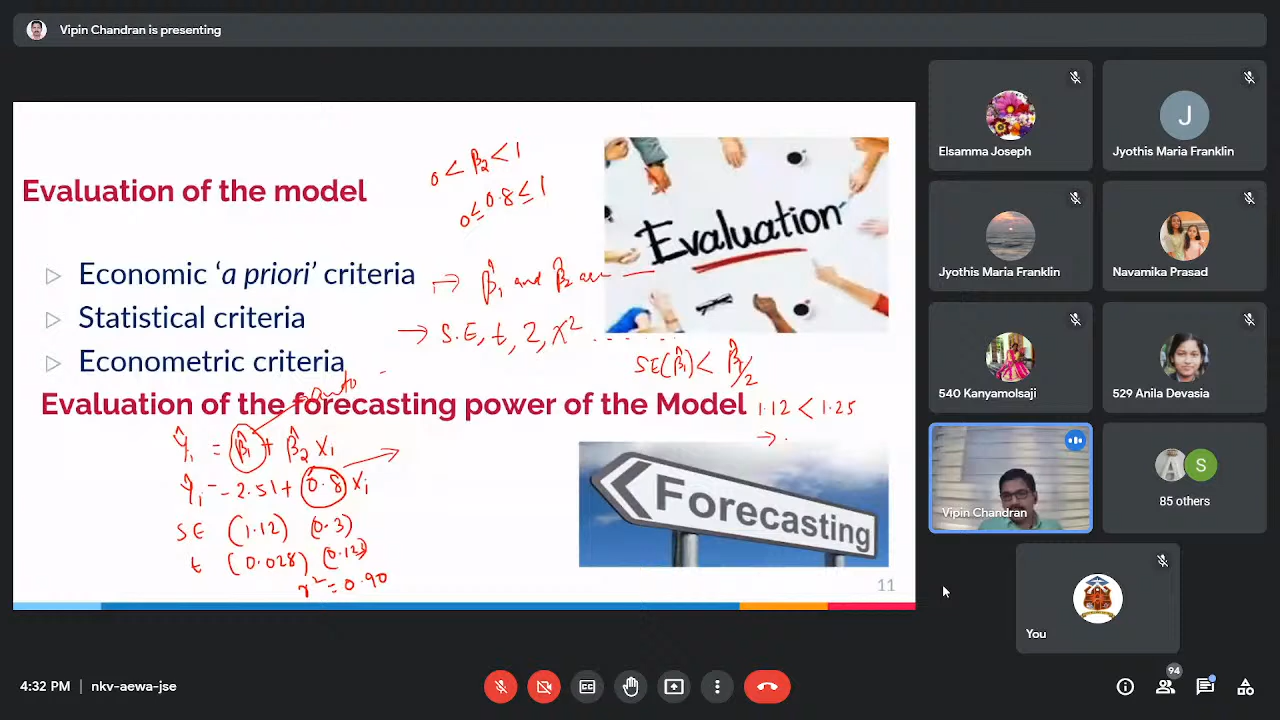 Vipin Chandran is presenting
Evaluation of the model
0 < β₂ < 1
0 ≤ 0.8 ≤ 1
Evaluation
▷ Economic ‘a priori’ criteria
→ β̂₁ and β̂₂ are
▷ Statistical criteria
→ S.E, t, Z, χ² ......
▷ Econometric criteria
SE(β̂₁) < β̂₁/2
auto
Evaluation of the forecasting power of the Model
1.12 < 1.25
Ŷᵢ = β̂₁ + β̂₂ Xᵢ
Ŷᵢ = 2.51 + 0.8 Xᵢ
SE (1.12) (0.3)
t (0.028) (0.12)
r² = 0.90
Forecasting
11
Elsamma Joseph
J
Jyothis Maria Franklin
Jyothis Maria Franklin
Navamika Prasad
540 Kanyamolsaji
529 Anila Devasia
Vipin Chandran
A S
85 others
You
4:32 PM | nkv-aewa-jse
94